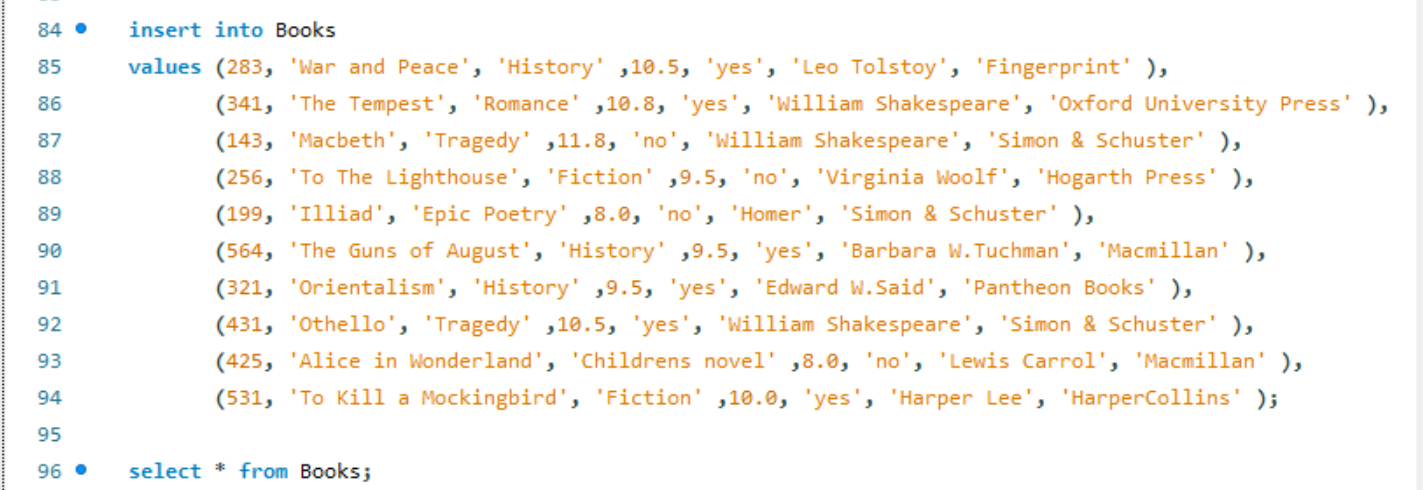 84 insert into Books
85 values (283, 'War and Peace', 'History' ,10.5, 'yes', 'Leo Tolstoy', 'Fingerprint' ),
86 (341, 'The Tempest', 'Romance' ,10.8, 'yes', 'William Shakespeare', 'Oxford University Press' ),
87 (143, 'Macbeth', 'Tragedy' ,11.8, 'no', 'William Shakespeare', 'Simon & Schuster' ),
88 (256, 'To The Lighthouse', 'Fiction' ,9.5, 'no', 'Virginia Woolf', 'Hogarth Press' ),
89 (199, 'Illiad', 'Epic Poetry' ,8.0, 'no', 'Homer', 'Simon & Schuster' ),
90 (564, 'The Guns of August', 'History' ,9.5, 'yes', 'Barbara W.Tuchman', 'Macmillan' ),
91 (321, 'Orientalism', 'History' ,9.5, 'yes', 'Edward W.Said', 'Pantheon Books' ),
92 (431, 'Othello', 'Tragedy' ,10.5, 'yes', 'William Shakespeare', 'Simon & Schuster' ),
93 (425, 'Alice in Wonderland', 'Childrens novel' ,8.0, 'no', 'Lewis Carrol', 'Macmillan' ),
94 (531, 'To Kill a Mockingbird', 'Fiction' ,10.0, 'yes', 'Harper Lee', 'HarperCollins' );
95
96 select * from Books;